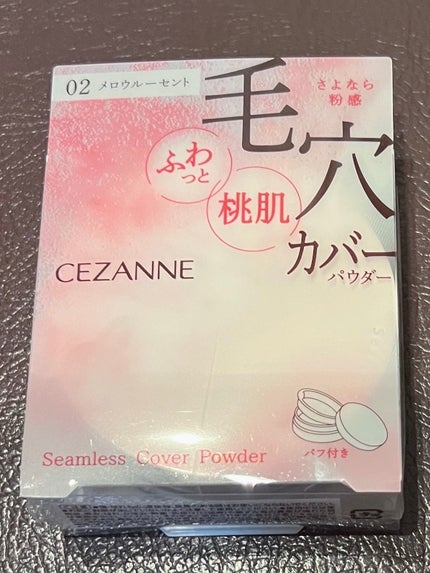 02 メロウルーセント
さよなら
粉感
毛穴
カバー
パウダー
ふわ
っと
桃肌
CEZANNE
Seamless Cover Powder
パフ付き